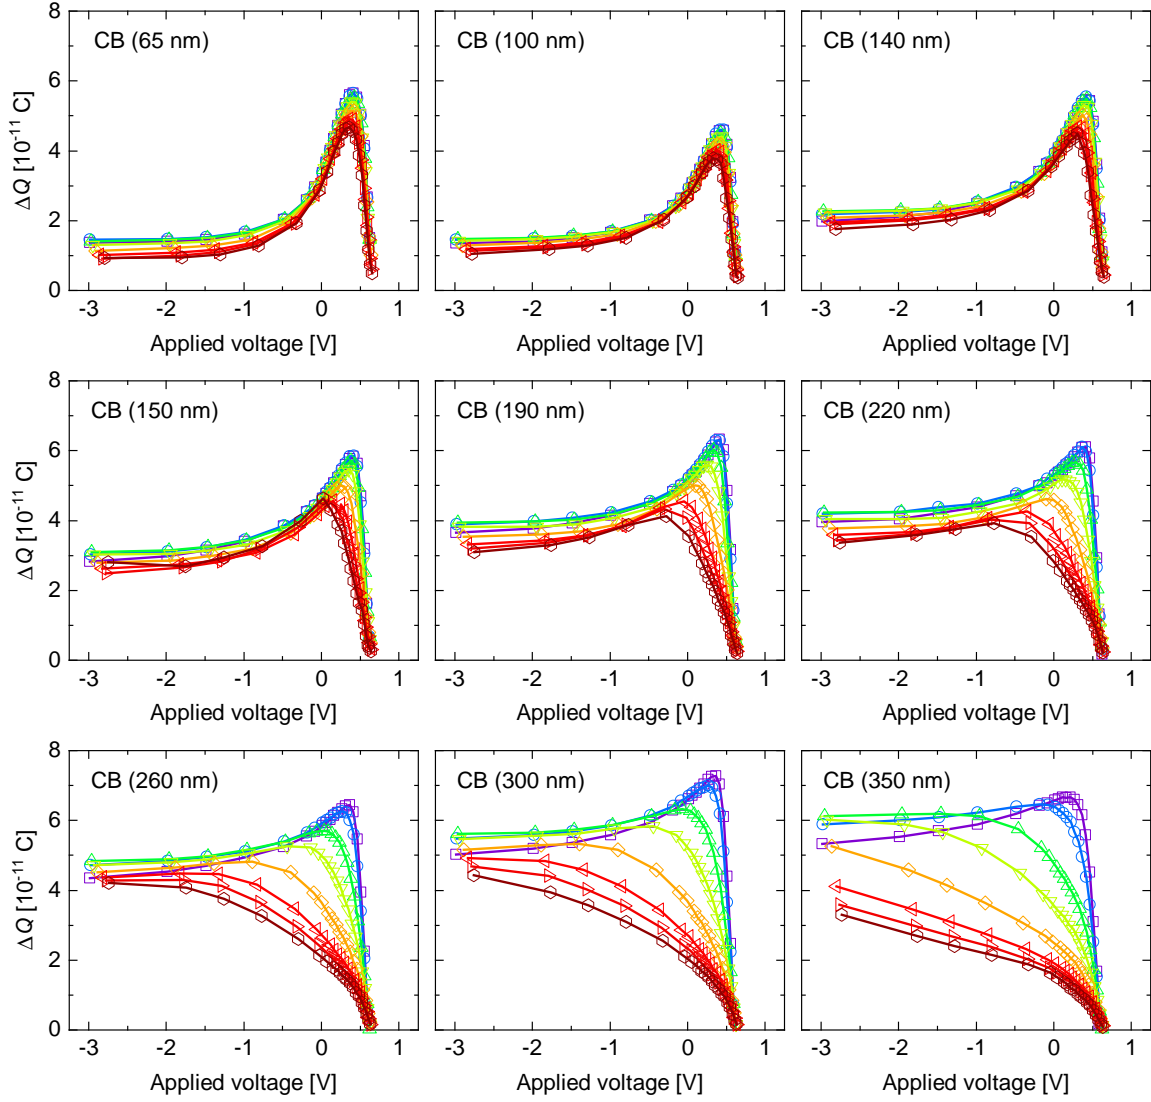 CB (65 nm)
CB (100 nm)
CB (140 nm)
8
6
4
2
0
ΔQ [10⁻¹¹ C]
-3 -2 -1 0 1
-3 -2 -1 0 1
-3 -2 -1 0 1
Applied voltage [V]
Applied voltage [V]
Applied voltage [V]
CB (150 nm)
CB (190 nm)
CB (220 nm)
8
6
4
2
0
ΔQ [10⁻¹¹ C]
-3 -2 -1 0 1
-3 -2 -1 0 1
-3 -2 -1 0 1
Applied voltage [V]
Applied voltage [V]
Applied voltage [V]
CB (260 nm)
CB (300 nm)
CB (350 nm)
8
6
4
2
0
ΔQ [10⁻¹¹ C]
-3 -2 -1 0 1
-3 -2 -1 0 1
-3 -2 -1 0 1
Applied voltage [V]
Applied voltage [V]
Applied voltage [V]